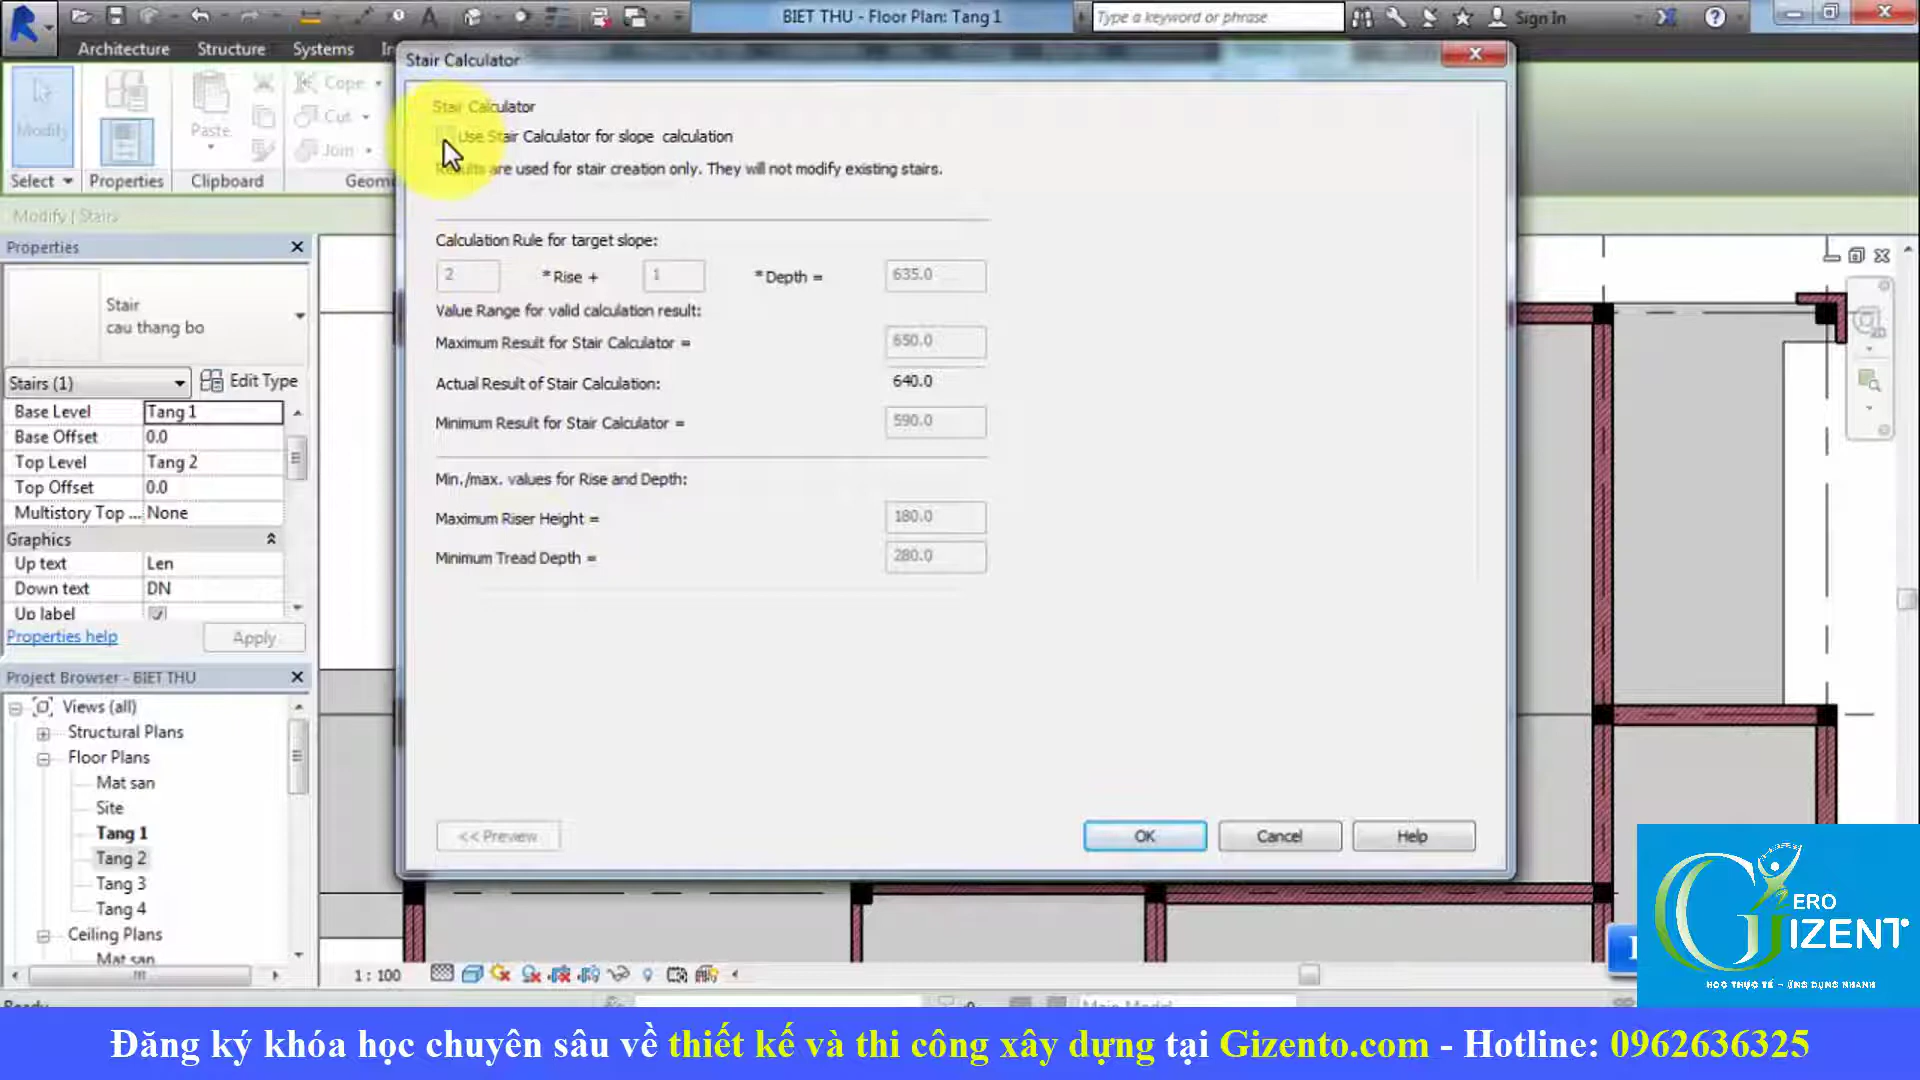 BIET THU - Floor Plan: Tang 1
Type a keyword or phrase
Sign In
Architecture
Structure
Systems
Stair Calculator
Modify
Select
Properties
Paste
Clipboard
Cope
Cut
Join
Modify | Stairs
Properties
Stair
cau thang bo
Stairs (1)
Edit Type
Base Level
Tang 1
Base Offset
0.0
Top Level
Tang 2
Top Offset
0.0
Multistory Top ...
None
Graphics
Up text
Len
Down text
DN
Up label
Properties help
Apply
Project Browser - BIET THU
Views (all)
Structural Plans
Floor Plans
Mat san
Site
Tang 1
Tang 2
Tang 3
Tang 4
Ceiling Plans
Mat san
Stair Calculator
Use Stair Calculator for slope calculation
Results are used for stair creation only. They will not modify existing stairs.
Calculation Rule for target slope:
2 * Rise + 1 * Depth = 635.0
Value Range for valid calculation result:
Maximum Result for Stair Calculator = 650.0
Actual Result of Stair Calculation: 640.0
Minimum Result for Stair Calculator = 590.0
Min./max. values for Rise and Depth:
Maximum Riser Height = 180.0
Minimum Tread Depth = 280.0
<< Preview
OK
Cancel
Help
1 : 100
ERO
GIZENT
HỌC THỰC TẾ - ỨNG DỤNG NHANH
Đăng ký khóa học chuyên sâu về thiết kế và thi công xây dựng tại Gizento.com - Hotline: 0962636325